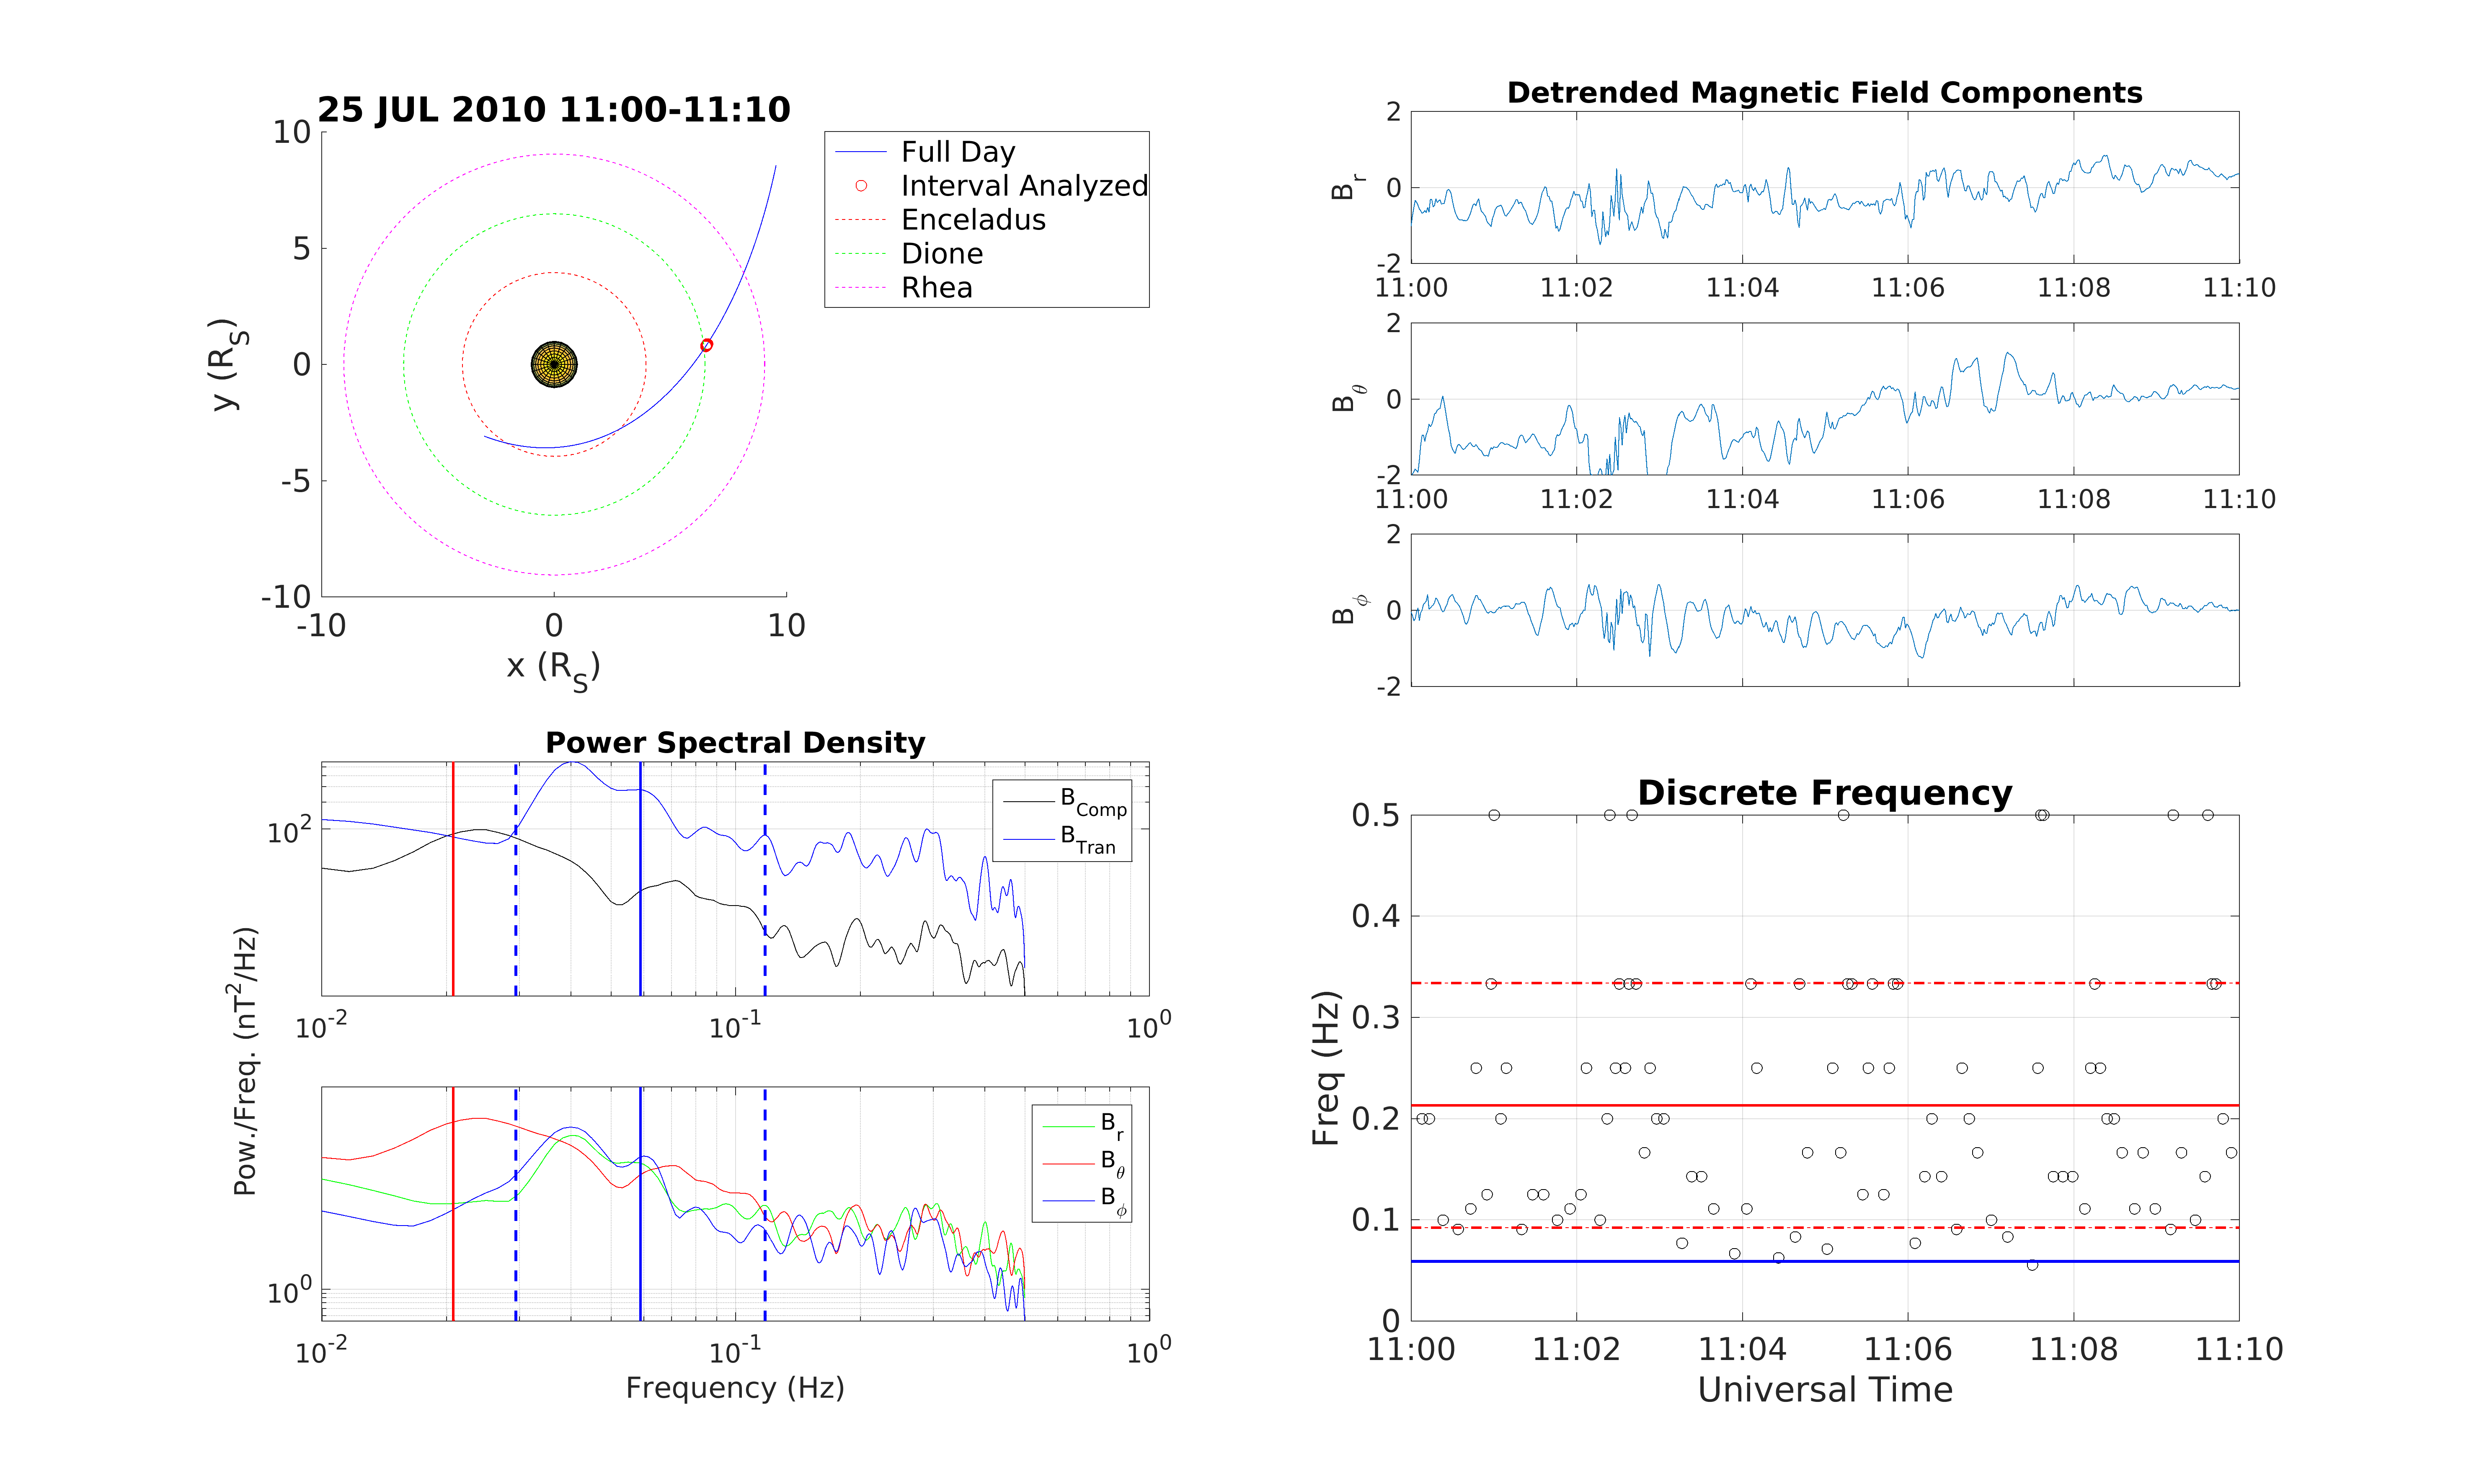 25 JUL 2010 11:00-11:10
10
5
0
-5
-10
-10
0
10
y (R_S)
x (R_S)
Full Day
Interval Analyzed
Enceladus
Dione
Rhea
Detrended Magnetic Field Components
B_r
2
0
-2
11:00
11:02
11:04
11:06
11:08
11:10
B_θ
2
0
-2
11:00
11:02
11:04
11:06
11:08
11:10
B_ϕ
2
0
-2
Power Spectral Density
10^2
B_Comp
B_Tran
10^-2
10^-1
10^0
Pow./Freq. (nT^2/Hz)
10^0
B_r
B_θ
B_ϕ
10^-2
10^-1
10^0
Frequency (Hz)
Discrete Frequency
Freq (Hz)
0.5
0.4
0.3
0.2
0.1
0
11:00
11:02
11:04
11:06
11:08
11:10
Universal Time